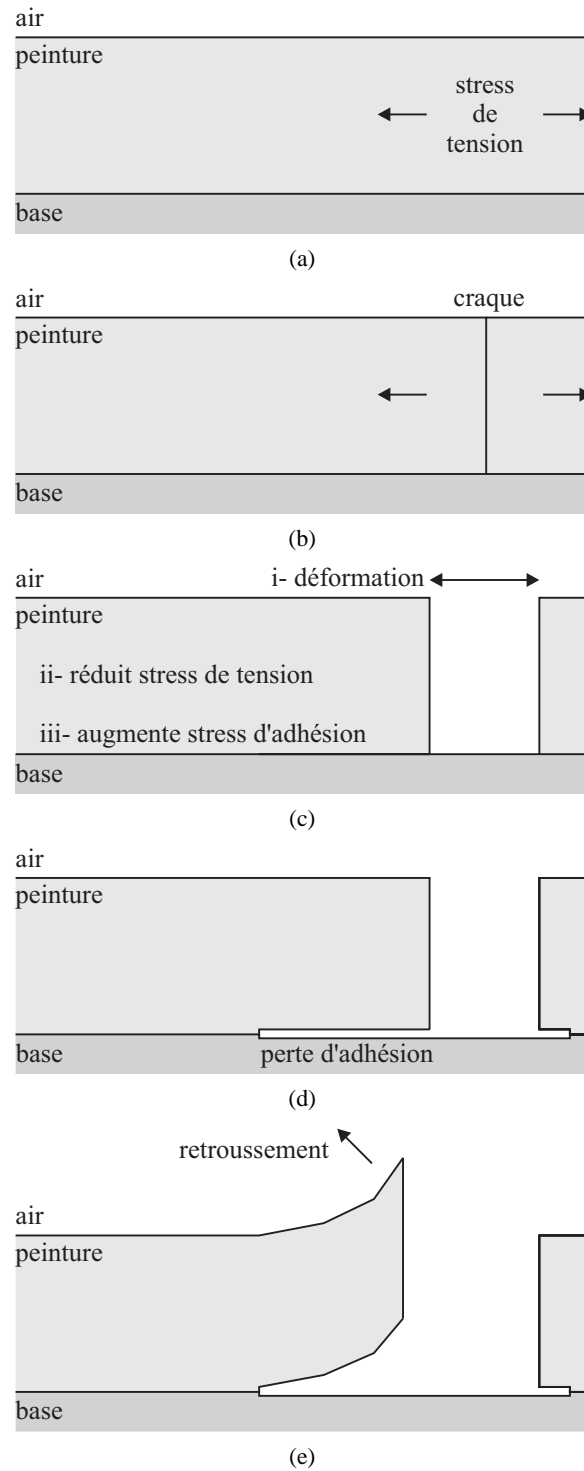 air
peinture
stress
de
tension
base
(a)
air
craque
peinture
base
(b)
air
i- déformation
peinture
ii- réduit stress de tension
iii- augmente stress d'adhésion
base
(c)
air
peinture
base
perte d'adhésion
(d)
retroussement
air
peinture
base
(e)